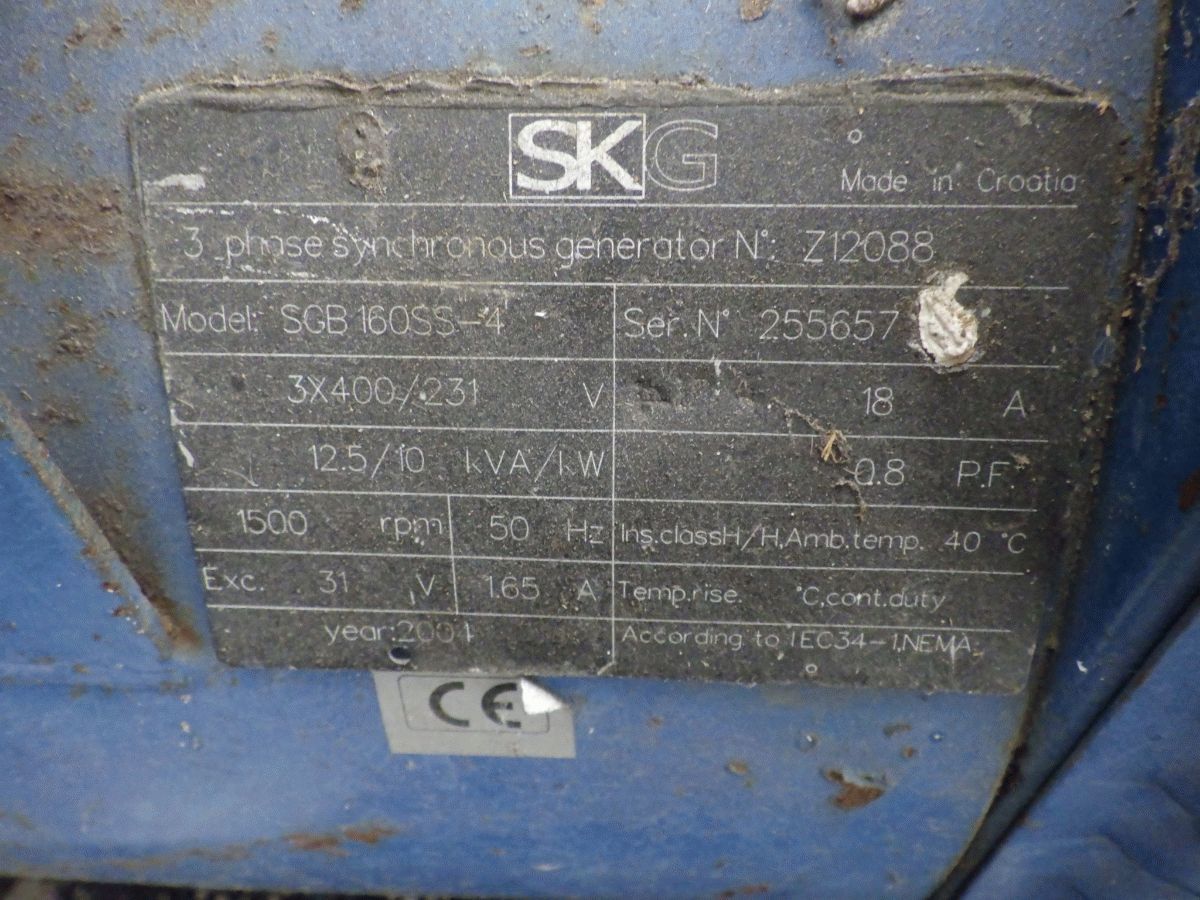 SKG
Made in Croatia
3 phase synchronous generator N°: Z12088
Model: SGB 160SS-4 Ser. N° 255657
3X400/231 V 18 A
12.5/10 kVA/kW 0.8 P.F.
1500 rpm 50 Hz Ins.classH/H,Amb.temp. 40 °C
Exc. 31 V 1.65 A Temp.rise. °C,cont.duty
year:2001 According to IEC34-1,NEMA
CE